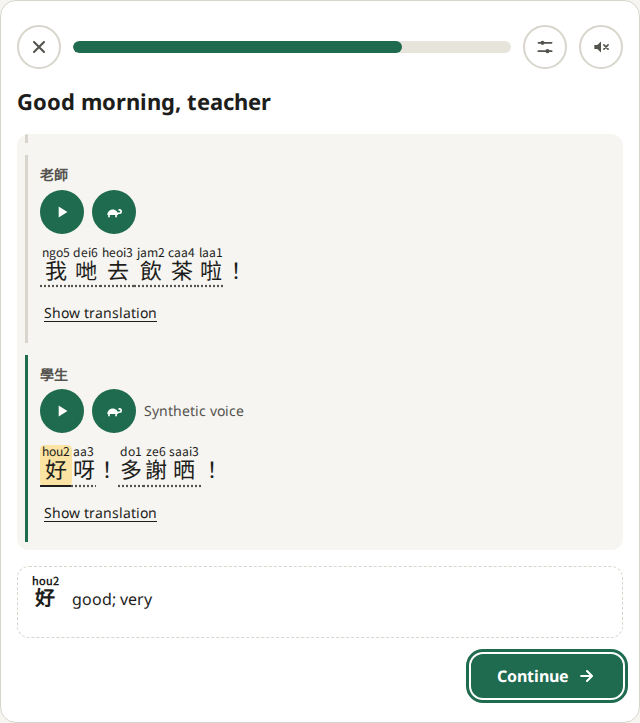 Good morning, teacher
老師
ngo5 dei6 heoi3 jam2 caa4 laa1
我哋去飲茶啦！
Show translation
學生
Synthetic voice
hou2 aa3 do1 ze6 saai3
好呀！多謝晒！
Show translation
hou2
好 good; very
Continue